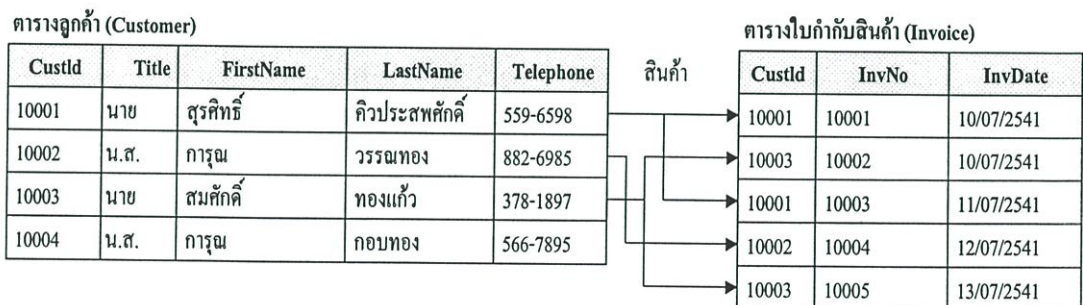 ตารางลูกค้า (Customer)
CustId Title FirstName LastName Telephone
10001 นาย สุรศิทธิ์ คิวประสพศักดิ์ 559-6598
10002 น.ส. การุณ วรรณทอง 882-6985
10003 นาย สมศักดิ์ ทองแก้ว 378-1897
10004 น.ส. การุณ กอบทอง 566-7895
สินค้า
ตารางใบกำกับสินค้า (Invoice)
CustId InvNo InvDate
10001 10001 10/07/2541
10003 10002 10/07/2541
10001 10003 11/07/2541
10002 10004 12/07/2541
10003 10005 13/07/2541